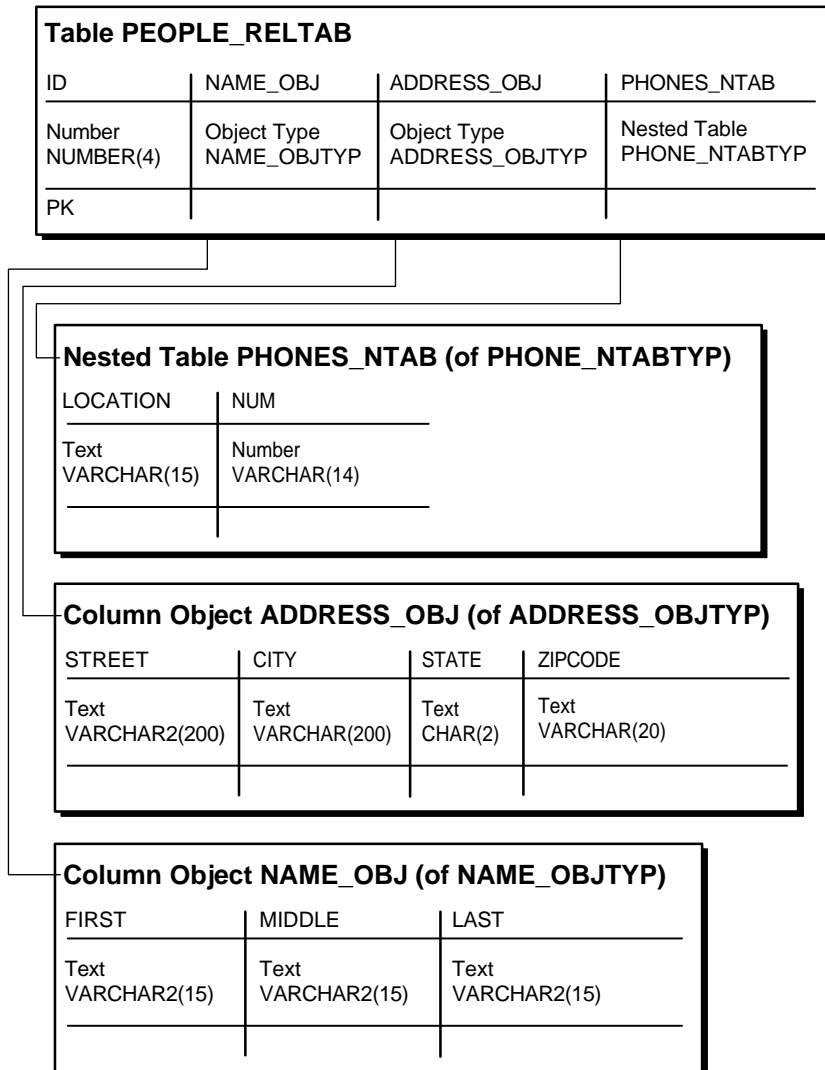 Table PEOPLE_RELTAB
ID NAME_OBJ ADDRESS_OBJ PHONES_NTAB
Number Object Type Object Type Nested Table
NUMBER(4) NAME_OBJTYP ADDRESS_OBJTYP PHONE_NTABTYP
PK
Nested Table PHONES_NTAB (of PHONE_NTABTYP)
LOCATION NUM
Text Number
VARCHAR(15) VARCHAR(14)
Column Object ADDRESS_OBJ (of ADDRESS_OBJTYP)
STREET CITY STATE ZIPCODE
Text Text Text Text
VARCHAR2(200) VARCHAR(200) CHAR(2) VARCHAR(20)
Column Object NAME_OBJ (of NAME_OBJTYP)
FIRST MIDDLE LAST
Text Text Text
VARCHAR2(15) VARCHAR2(15) VARCHAR2(15)